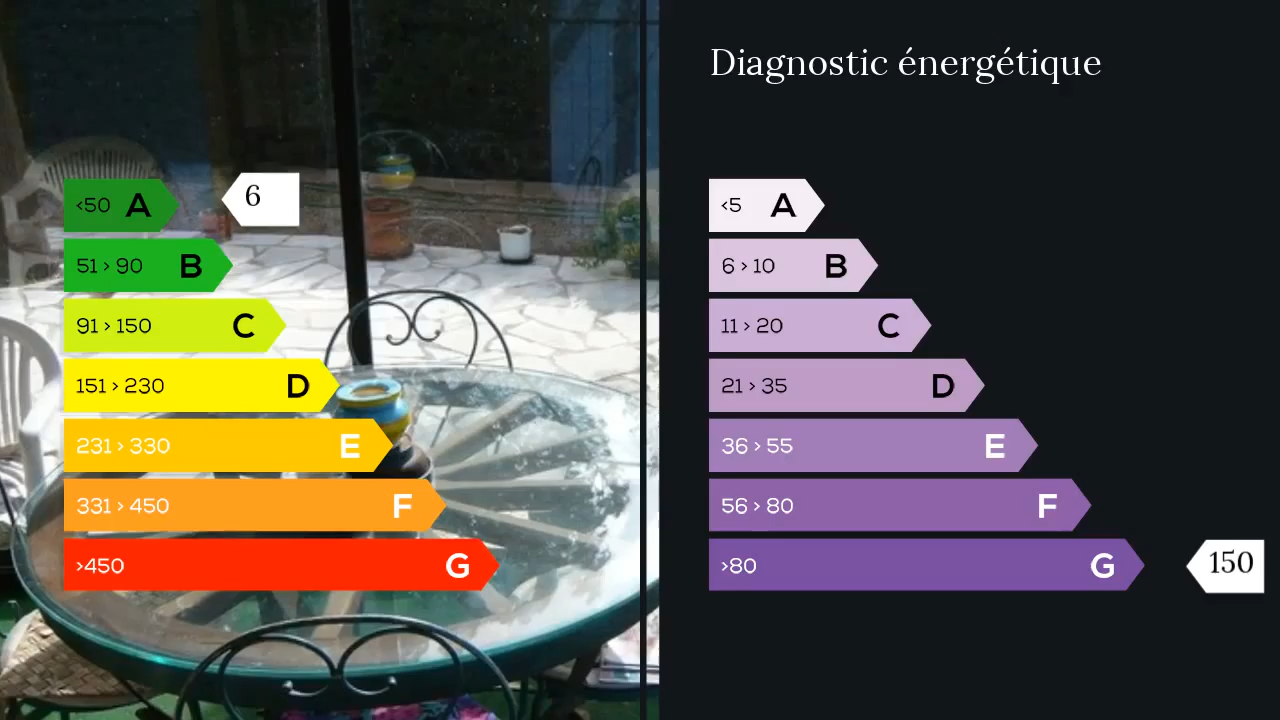 Diagnostic énergétique
<50 A
6
51 > 90 B
91 > 150 C
151 > 230 D
231 > 330 E
331 > 450 F
>450 G
<5 A
6 > 10 B
11 > 20 C
21 > 35 D
36 > 55 E
56 > 80 F
>80 G
150